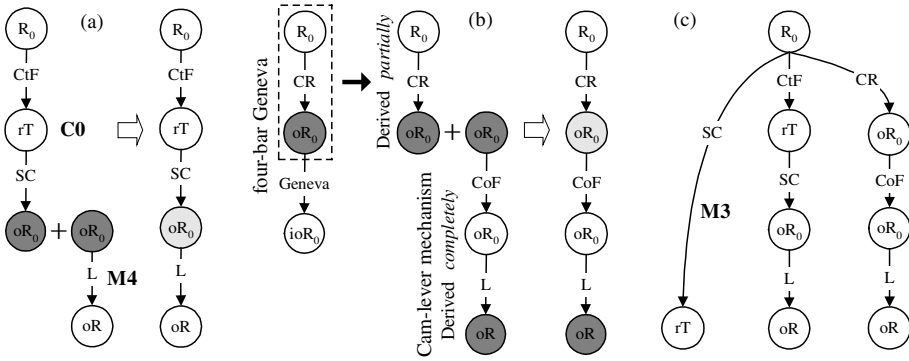 (a)
R0
CtF
rT
SC
oR0
+
oR0
L
oR
C0
M4
R0
CtF
rT
SC
oR0
L
oR
(b)
four-bar Geneva
R0
CR
oR0
Geneva
ioR0
Derived partially
Cam-lever mechanism
Derived completely
R0
CR
oR0
+
oR0
CoF
oR0
L
oR
R0
CR
oR0
CoF
oR0
L
oR
(c)
R0
SC
CtF
CR
rT
oR0
SC
CoF
M3
oR0
oR0
L
L
rT
oR
oR